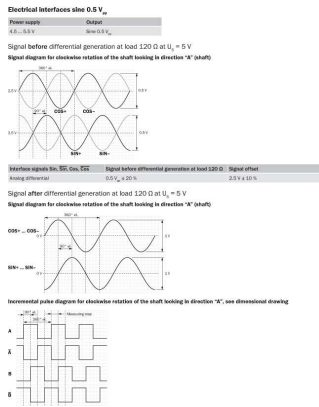 Electrical interfaces sine 0.5 Vpp
Power supply Output
4.5 ... 5.5 V Sine 0.5 Vpp
Signal before differential generation at load 120 Ω at Us = 5 V
Signal diagram for clockwise rotation of the shaft looking in direction "A" (shaft)
360° el.
2.5 V
0.5 V
COS+ COS−
90° el.
2.5 V
0.5 V
SIN+ SIN−
Interface signals Sin, Sin, Cos, Cos Signal before differential generation at load 120 Ω Signal offset
Analog differential 0.5 Vpp ± 20 % 2.5 V ± 10 %
Signal after differential generation at load 120 Ω at Us = 5 V
Signal diagram for clockwise rotation of the shaft looking in direction "A" (shaft)
360° el.
COS+ ... COS−
0 V
90° el.
SIN+ ... SIN−
0 V
Incremental pulse diagram for clockwise rotation of the shaft looking in direction "A", see dimensional drawing
90° el. Measuring step
360° el.
A
A
B
B